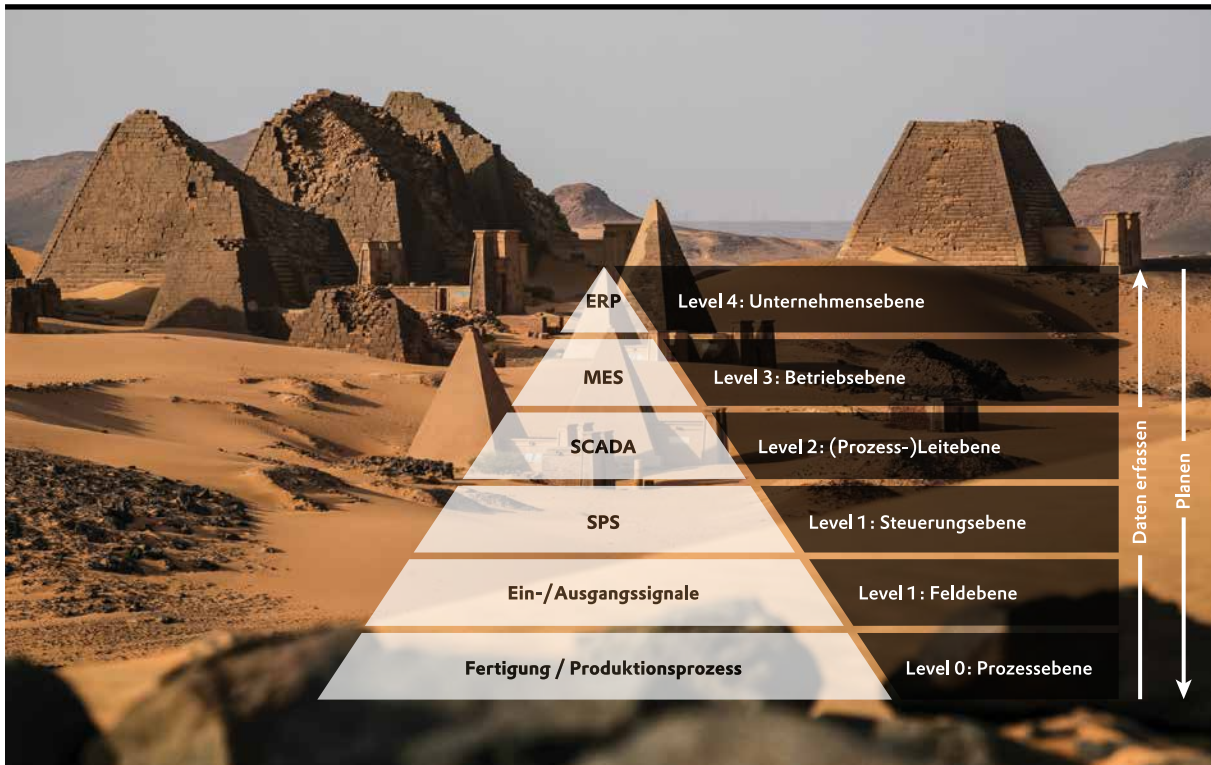 ERP Level 4: Unternehmensebene
MES Level 3: Betriebsebene
SCADA Level 2: (Prozess-)Leitebene
SPS Level 1: Steuerungsebene
Ein-/Ausgangssignale Level 1: Feldebene
Fertigung / Produktionsprozess Level 0: Prozessebene
Daten erfassen
Planen